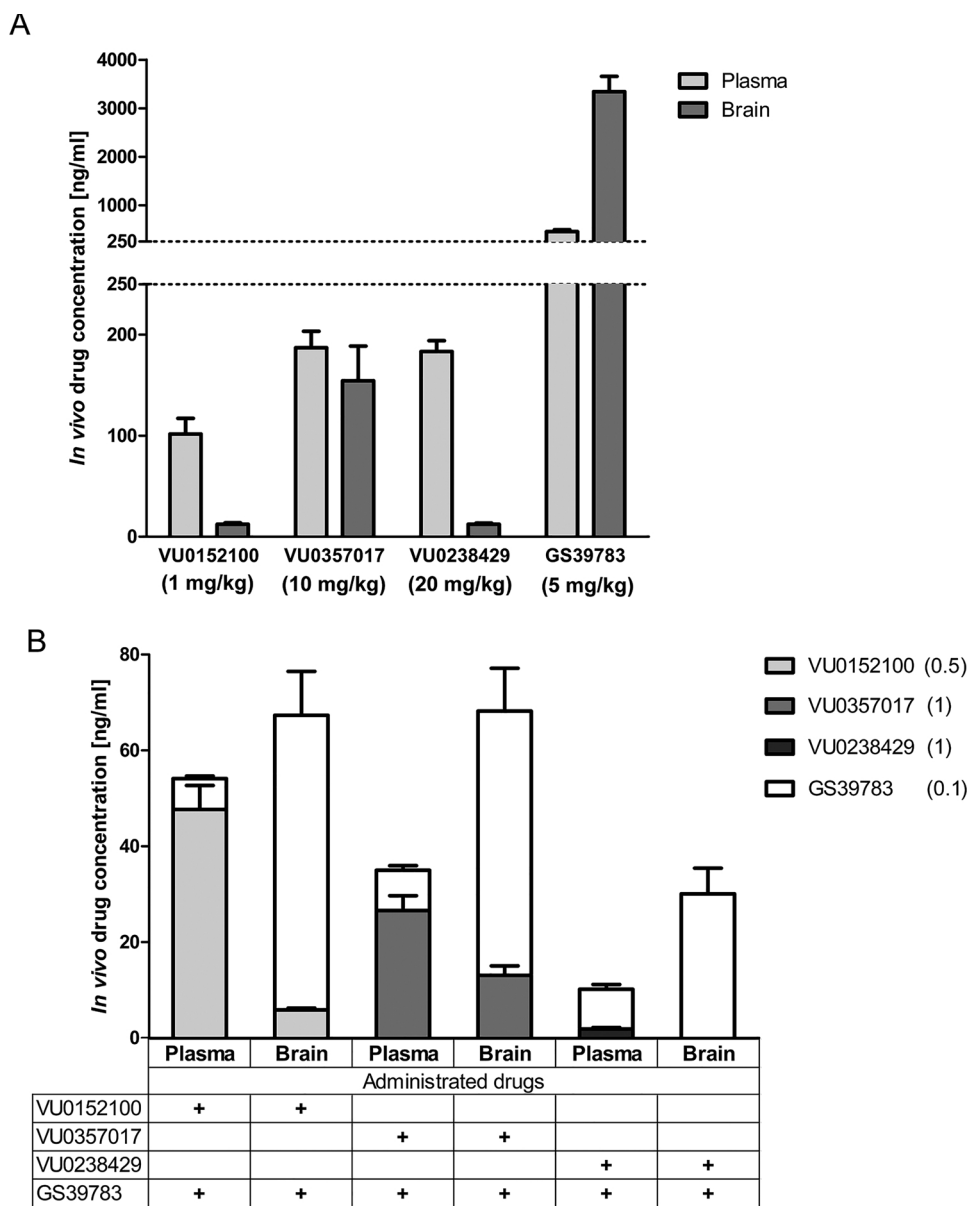 A
4000
3000
2000
1000
250
250
200
100
0
In vivo drug concentration [ng/ml]
Plasma
Brain
VU0152100 VU0357017 VU0238429 GS39783
(1 mg/kg) (10 mg/kg) (20 mg/kg) (5 mg/kg)
B
80
60
40
20
0
In vivo drug concentration [ng/ml]
VU0152100 (0.5)
VU0357017 (1)
VU0238429 (1)
GS39783 (0.1)
Plasma Brain Plasma Brain Plasma Brain
Administrated drugs
VU0152100 + +
VU0357017 + +
VU0238429 + +
GS39783 + + + + + +